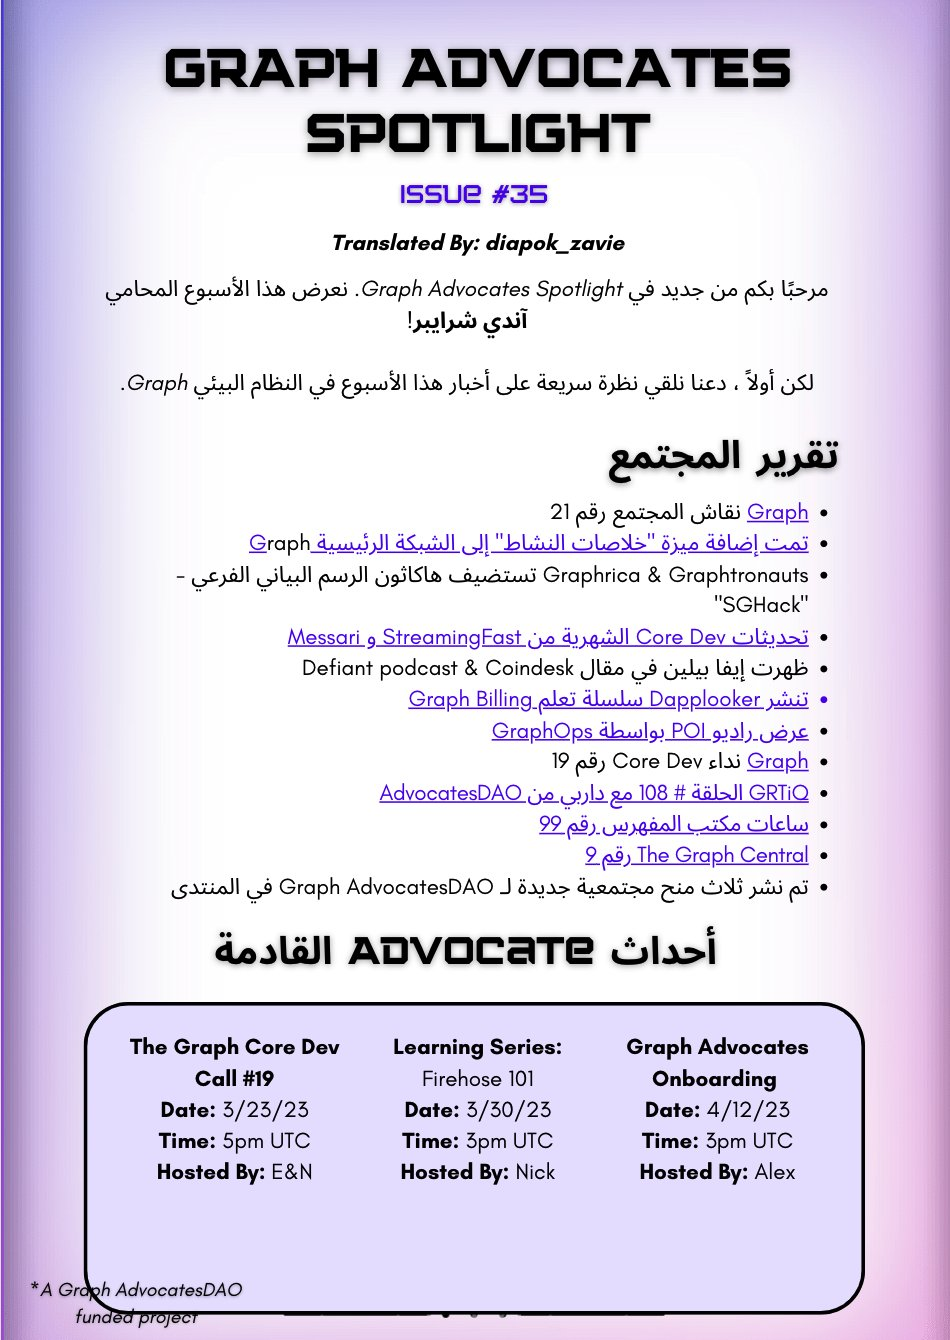 GRAPH ADVOCATES
SPOTLIGHT
ISSUE #35
Translated By: diapok_zavie
مرحبًا بكم من جديد في Graph Advocates Spotlight. نعرض هذا الأسبوع المحامي
آندي شرايبر!
لكن أولاً ، دعنا نلقي نظرة سريعة على أخبار هذا الأسبوع في النظام البيئي Graph.
تقرير المجتمع
• Graph نقاش المجتمع رقم 21
• تمت إضافة ميزة "خلاصات النشاط" إلى الشبكة الرئيسية Graph
• Graphrica & Graphtronauts تستضيف هاكاثون الرسم البياني الفرعي -
"SGHack"
• تحديثات Core Dev الشهرية من StreamingFast و Messari
• ظهرت إيفا بيلين في مقال Defiant podcast & Coindesk
• تنشر Dapplooker سلسلة تعلم Graph Billing
• عرض راديو POI بواسطة GraphOps
• Graph نداء Core Dev رقم 19
• GRTiQ الحلقة # 108 مع داربي من AdvocatesDAO
• ساعات مكتب المفهرس رقم 99
• The Graph Central رقم 9
• تم نشر ثلاث منح مجتمعية جديدة لـ Graph AdvocatesDAO في المنتدى
أحداث ADVOCATE القادمة
The Graph Core Dev
Call #19
Date: 3/23/23
Time: 5pm UTC
Hosted By: E&N
Learning Series:
Firehose 101
Date: 3/30/23
Time: 3pm UTC
Hosted By: Nick
Graph Advocates
Onboarding
Date: 4/12/23
Time: 3pm UTC
Hosted By: Alex
*A Graph AdvocatesDAO
funded project